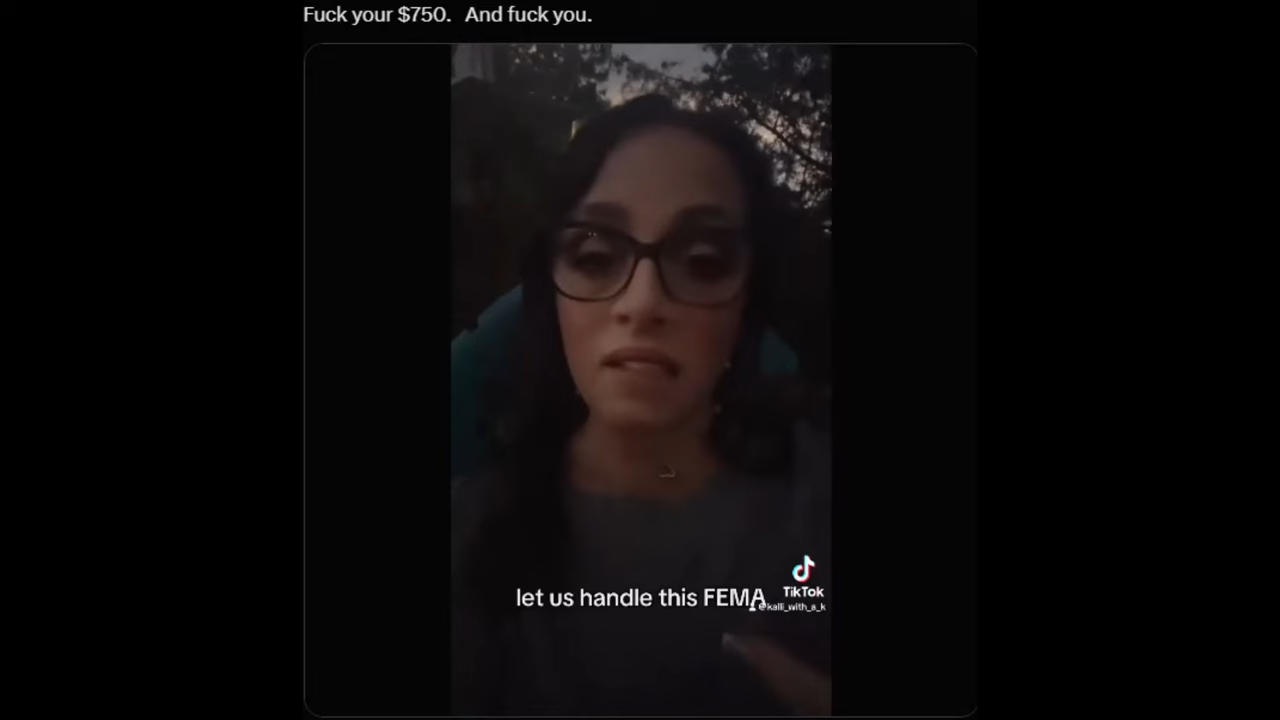 Fuck your $750. And fuck you.
let us handle this FEMA
TikTok
@kalli_with_a_k